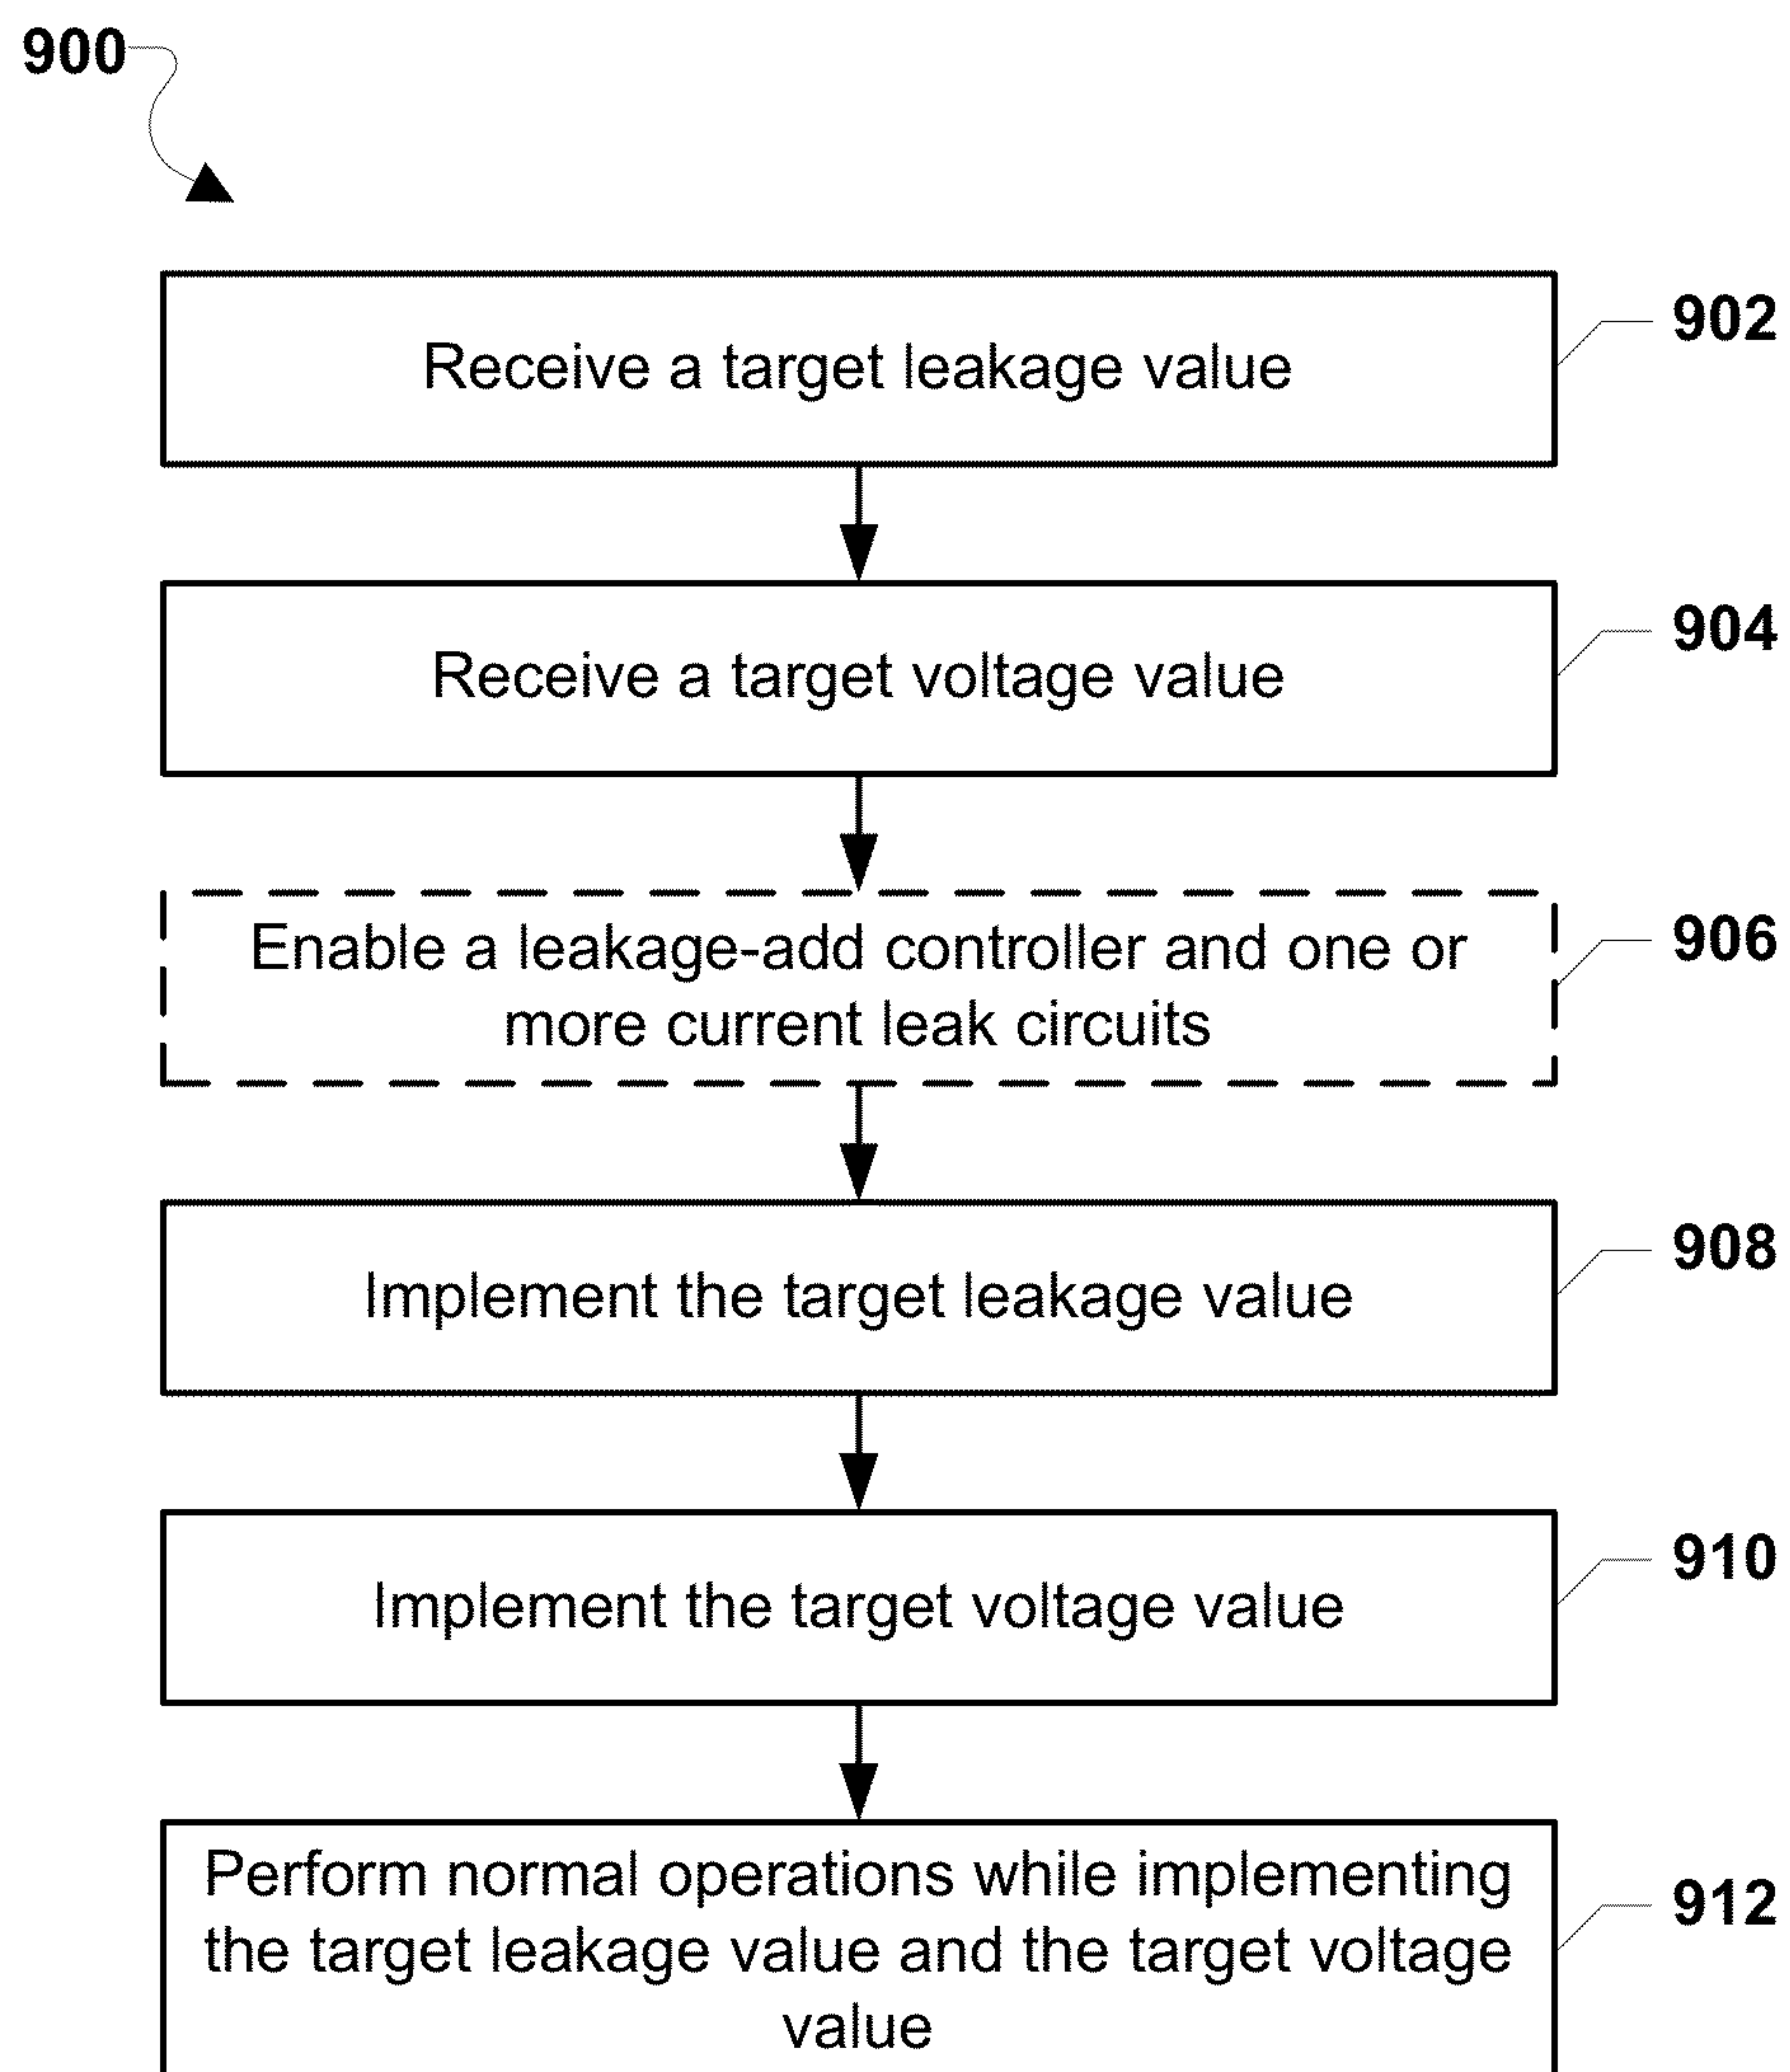 900
Receive a target leakage value
902
Receive a target voltage value
904
Enable a leakage-add controller and one or
more current leak circuits
906
Implement the target leakage value
908
Implement the target voltage value
910
Perform normal operations while implementing
the target leakage value and the target voltage
value
912